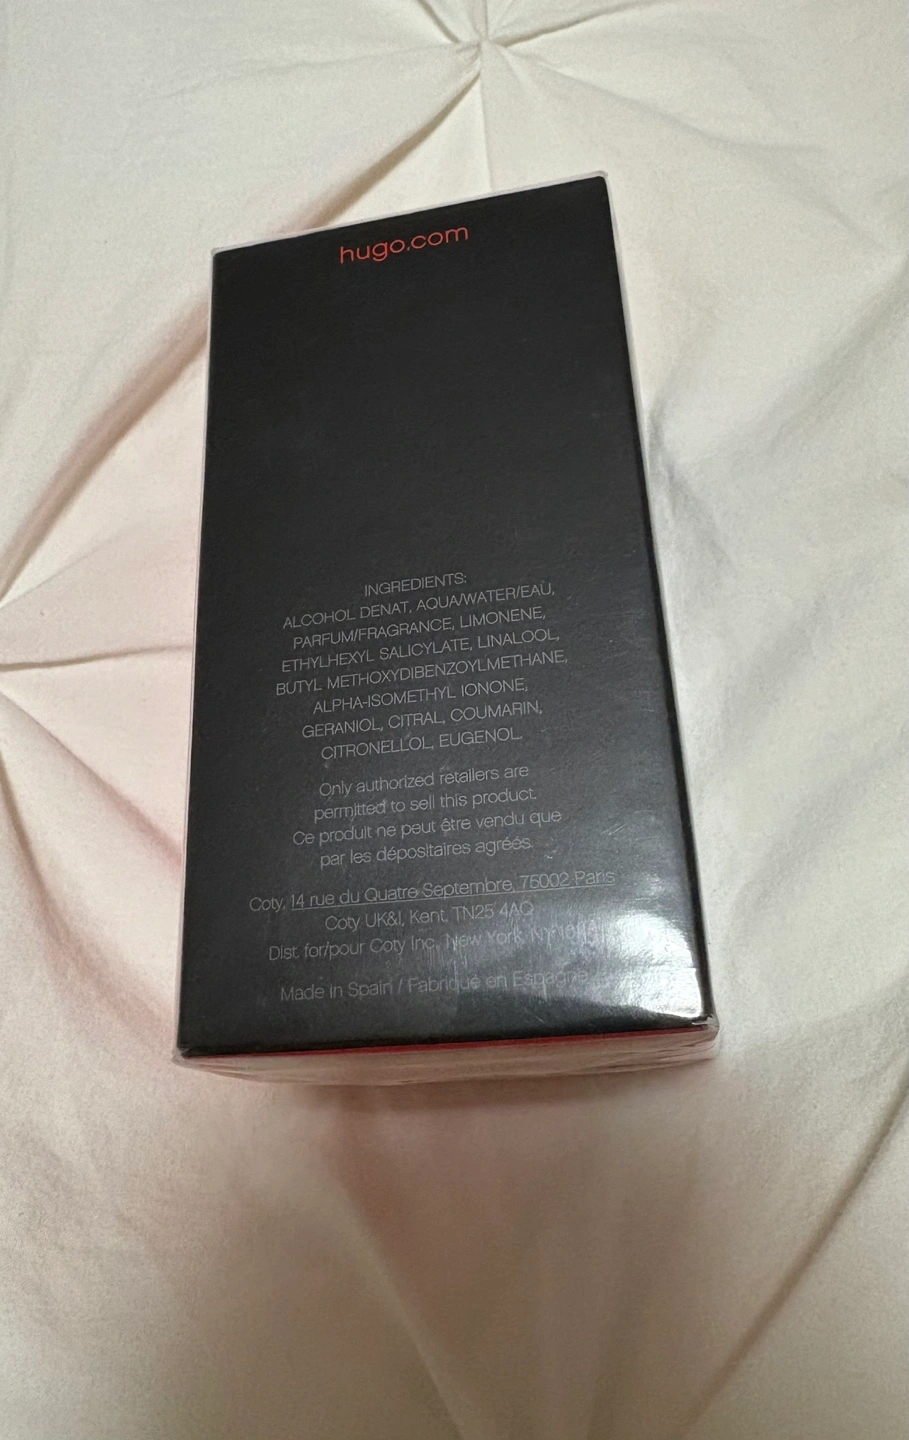 hugo.com
INGREDIENTS:
ALCOHOL DENAT, AQUA/WATER/EAU,
PARFUM/FRAGRANCE, LIMONENE,
ETHYLHEXYL SALICYLATE, LINALOOL,
BUTYL METHOXYDIBENZOYLMETHANE,
ALPHA-ISOMETHYL IONONE,
GERANIOL, CITRAL, COUMARIN,
CITRONELLOL, EUGENOL.
Only authorized retailers are
permitted to sell this product.
Ce produit ne peut être vendu que
par les dépositaires agréés.
Coty, 14 rue du Quatre Septembre, 75002 Paris
Coty UK&I, Kent, TN25 4AQ
Dist. for/pour Coty Inc., New York, NY
Made in Spain / Fabriqué en Espagne